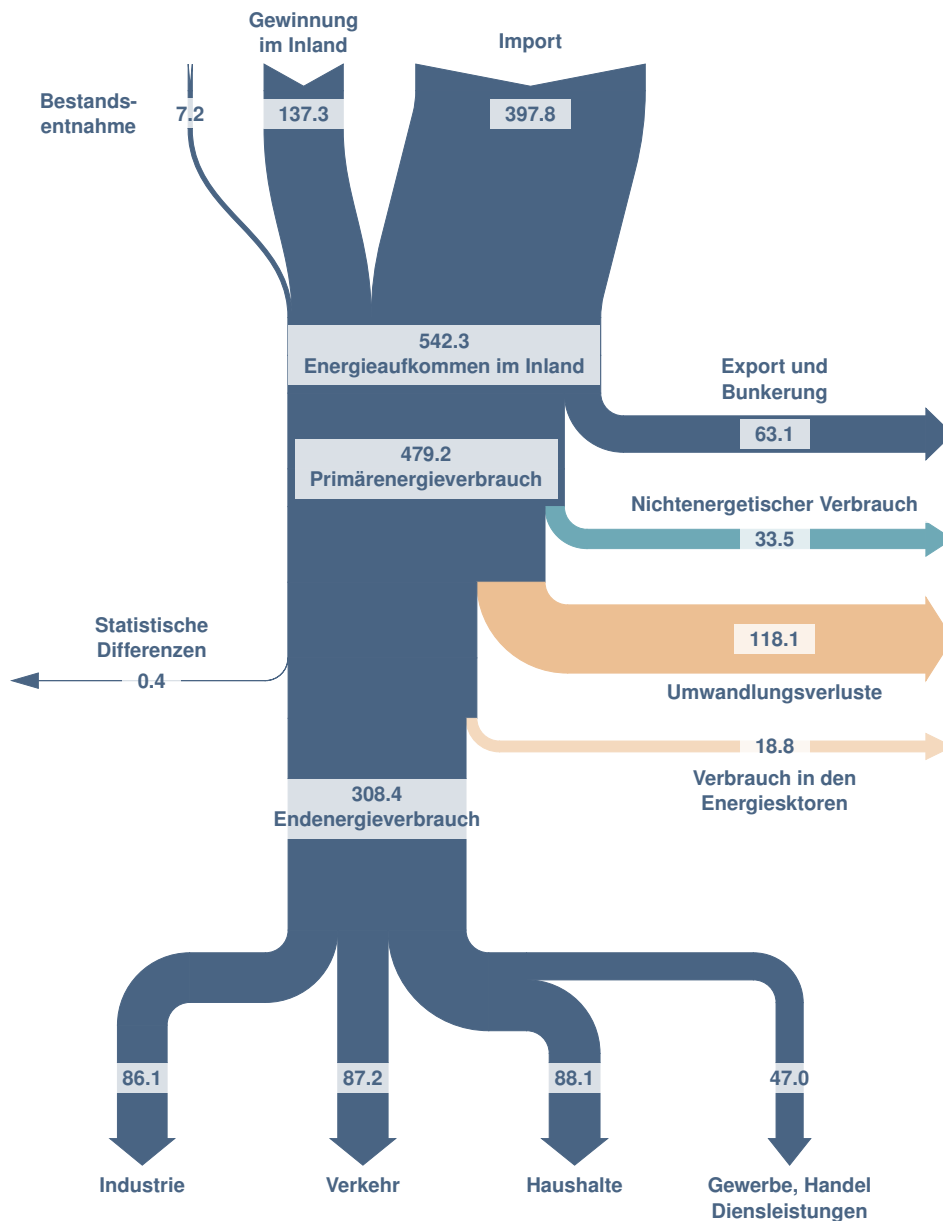 Gewinnung
im Inland
Import
Bestands-
entnahme
7.2
137.3
397.8
542.3
Energieaufkommen im Inland
Export und
Bunkerung
63.1
479.2
Primärenergieverbrauch
Nichtenergetischer Verbrauch
33.5
Statistische
Differenzen
0.4
118.1
Umwandlungsverluste
18.8
Verbrauch in den
Energiesktoren
308.4
Endenergieverbrauch
86.1
87.2
88.1
47.0
Industrie
Verkehr
Haushalte
Gewerbe, Handel
Diensleistungen